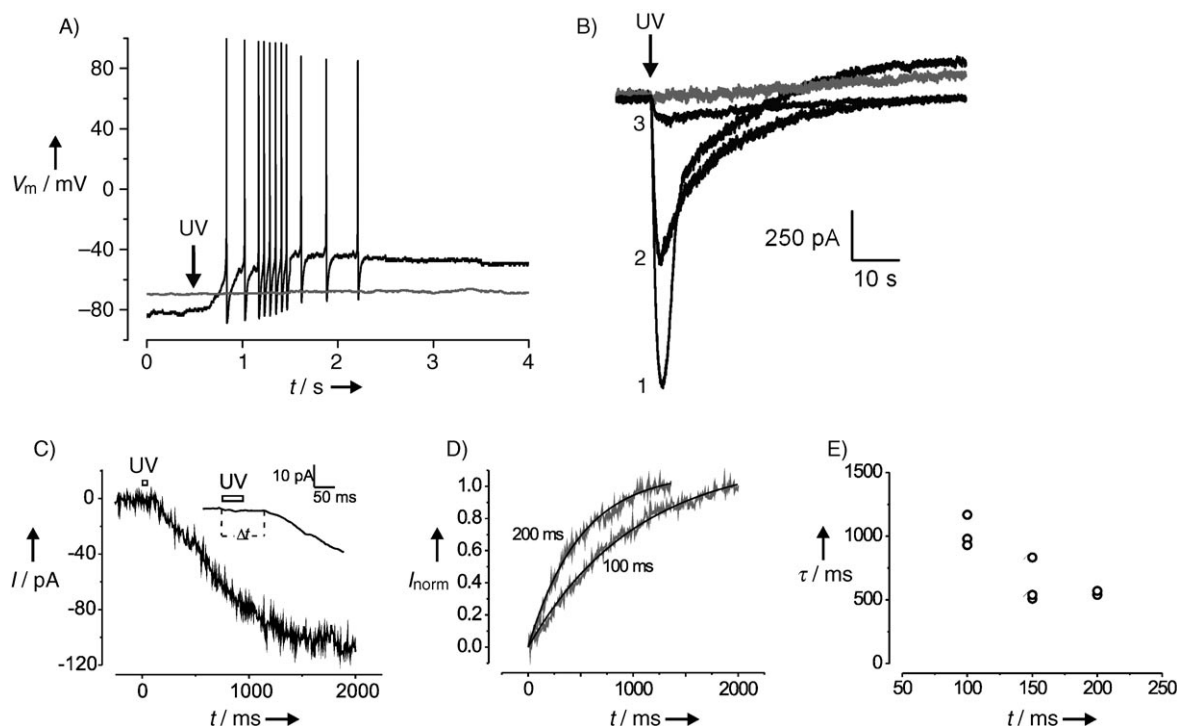 A)
80
40
0
−40
−80
Vm / mV
UV
0 1 2 3 4
t / s
B)
UV
3
2
1
250 pA
10 s
C)
UV
0
-40
-80
-120
I / pA
10 pA
50 ms
UV
Δt
0 1000 2000
t / ms
D)
1.0
0.8
0.6
0.4
0.2
0.0
Inorm
200 ms
100 ms
0 1000 2000
t / ms
E)
1500
1000
500
0
τ / ms
50 100 150 200 250
t / ms